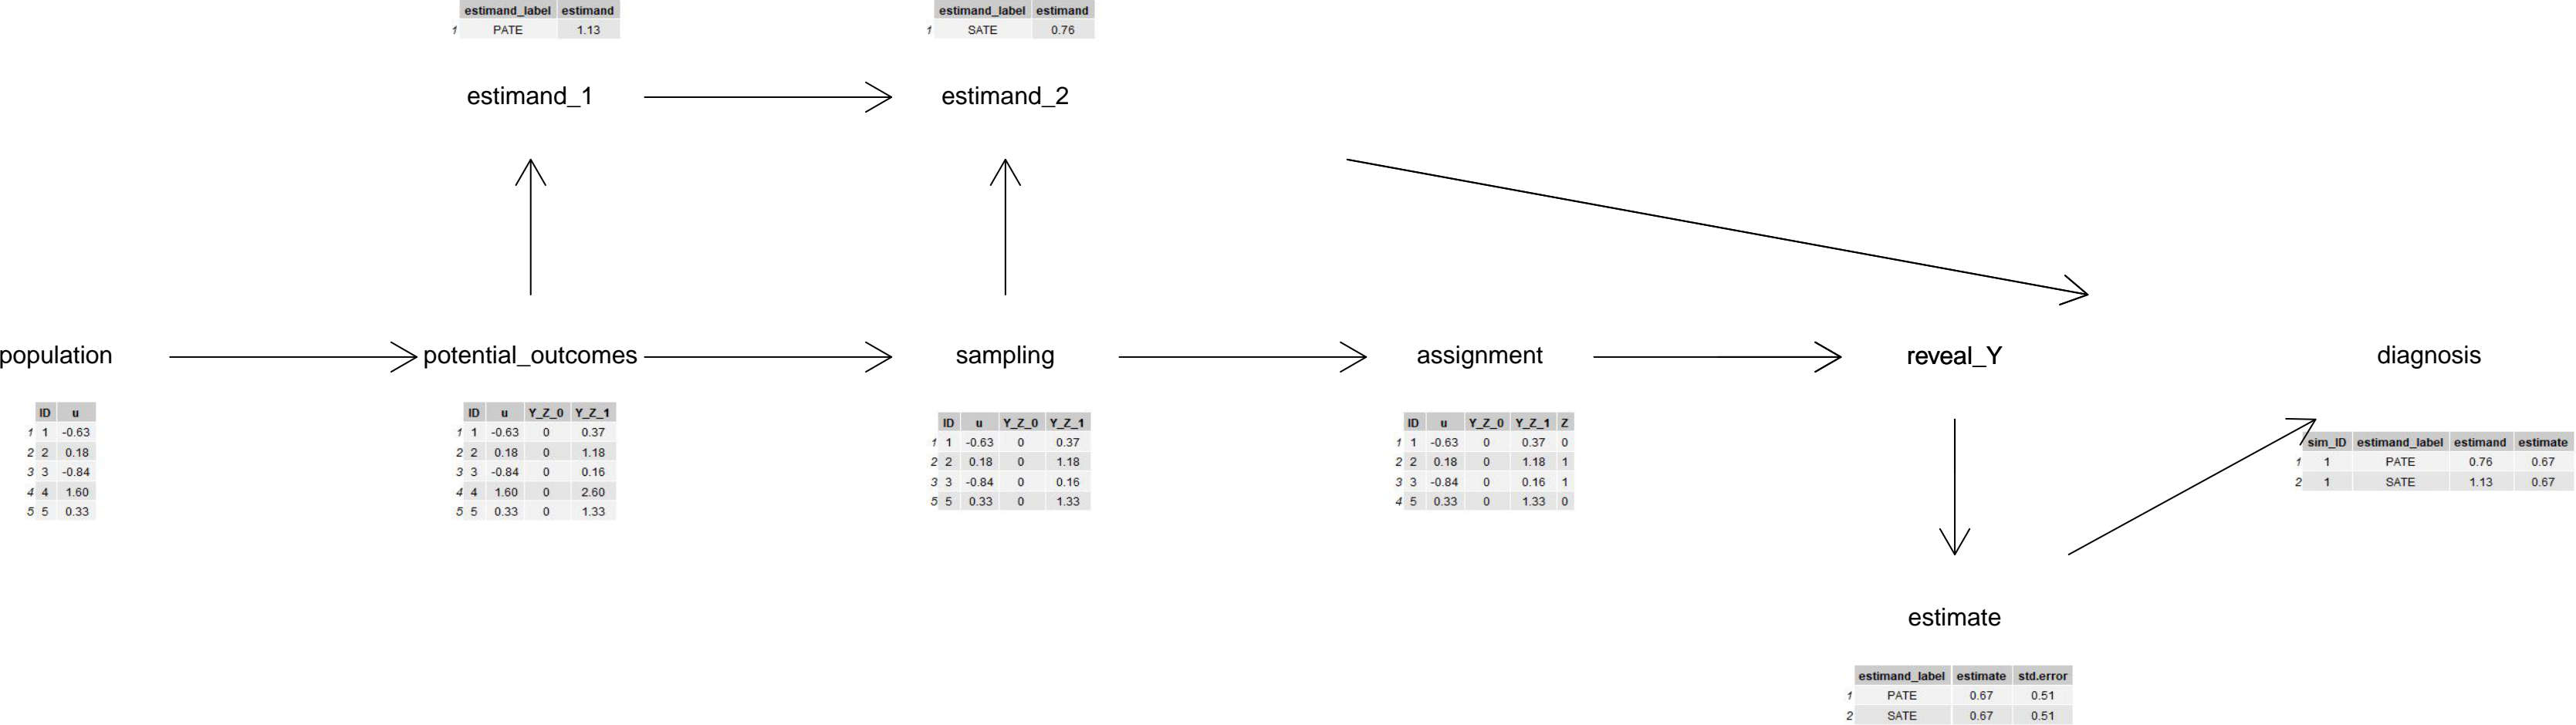 estimand_label estimand
1 PATE 1.13
estimand_label estimand
1 SATE 0.76
estimand_1
estimand_2
population
potential_outcomes
sampling
assignment
reveal_Y
diagnosis
ID u
1 1 -0.63
2 2 0.18
3 3 -0.84
4 4 1.60
5 5 0.33
ID u Y_Z_0 Y_Z_1
1 1 -0.63 0 0.37
2 2 0.18 0 1.18
3 3 -0.84 0 0.16
4 4 1.60 0 2.60
5 5 0.33 0 1.33
ID u Y_Z_0 Y_Z_1
1 1 -0.63 0 0.37
2 2 0.18 0 1.18
3 3 -0.84 0 0.16
5 5 0.33 0 1.33
ID u Y_Z_0 Y_Z_1 Z
1 1 -0.63 0 0.37 0
2 2 0.18 0 1.18 1
3 3 -0.84 0 0.16 1
4 5 0.33 0 1.33 0
sim_ID estimand_label estimand estimate
1 1 PATE 0.76 0.67
2 1 SATE 1.13 0.67
estimate
estimand_label estimate std.error
1 PATE 0.67 0.51
2 SATE 0.67 0.51